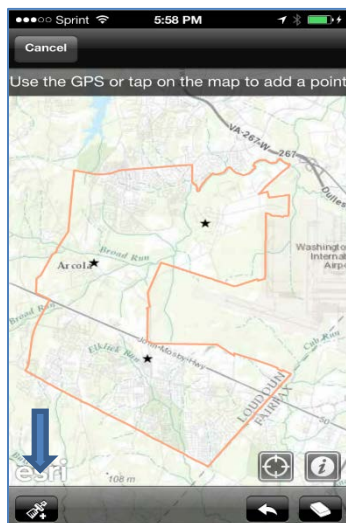 Sprint 5:58 PM
Cancel
Use the GPS or tap on the map to add a point
VA-267-W
267
Dulles
Washington
Internat
Airp
Broad Run
Arcola
Broad Run
John-Mosby-Hwy
Elklick Run
Cub Run
LOUDOUN
FAIRFAX
50
esri
108 m